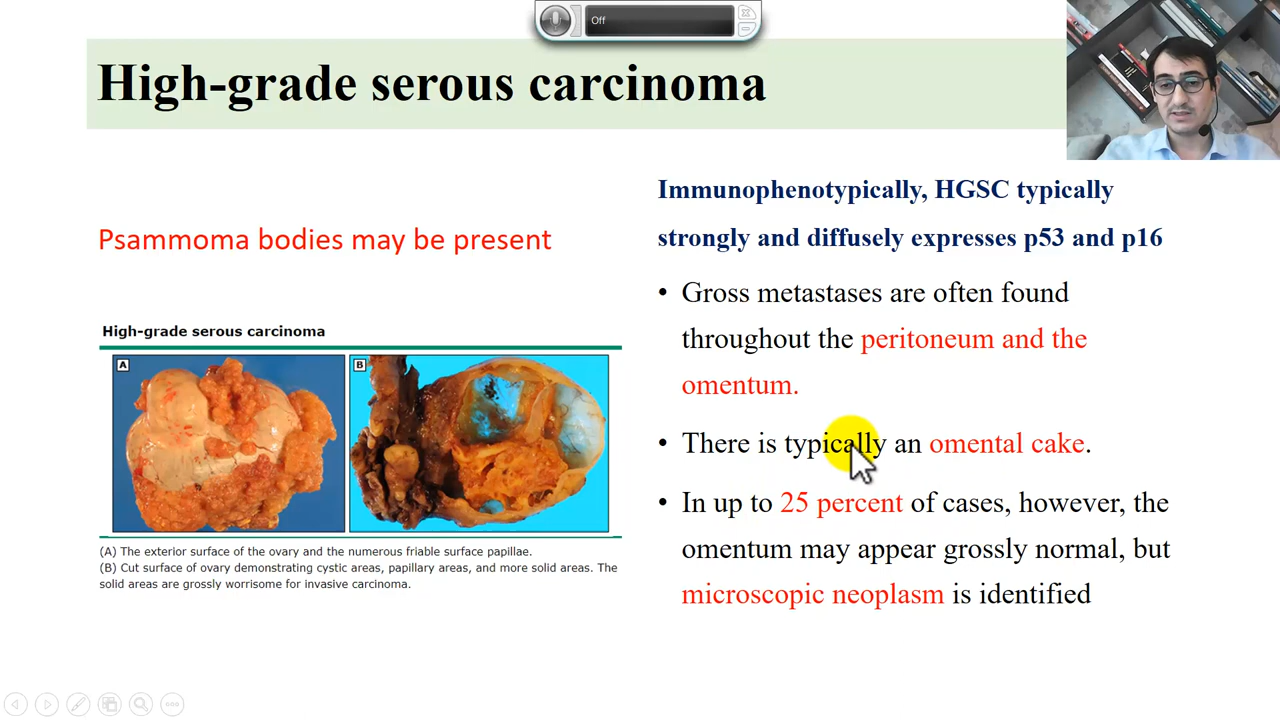 Off
High-grade serous carcinoma
Psammoma bodies may be present
High-grade serous carcinoma
A
B
(A) The exterior surface of the ovary and the numerous friable surface papillae.
(B) Cut surface of ovary demonstrating cystic areas, papillary areas, and more solid areas. The
solid areas are grossly worrisome for invasive carcinoma.
Immunophenotypically, HGSC typically
strongly and diffusely expresses p53 and p16
• Gross metastases are often found
throughout the peritoneum and the
omentum.
• There is typically an omental cake.
• In up to 25 percent of cases, however, the
omentum may appear grossly normal, but
microscopic neoplasm is identified